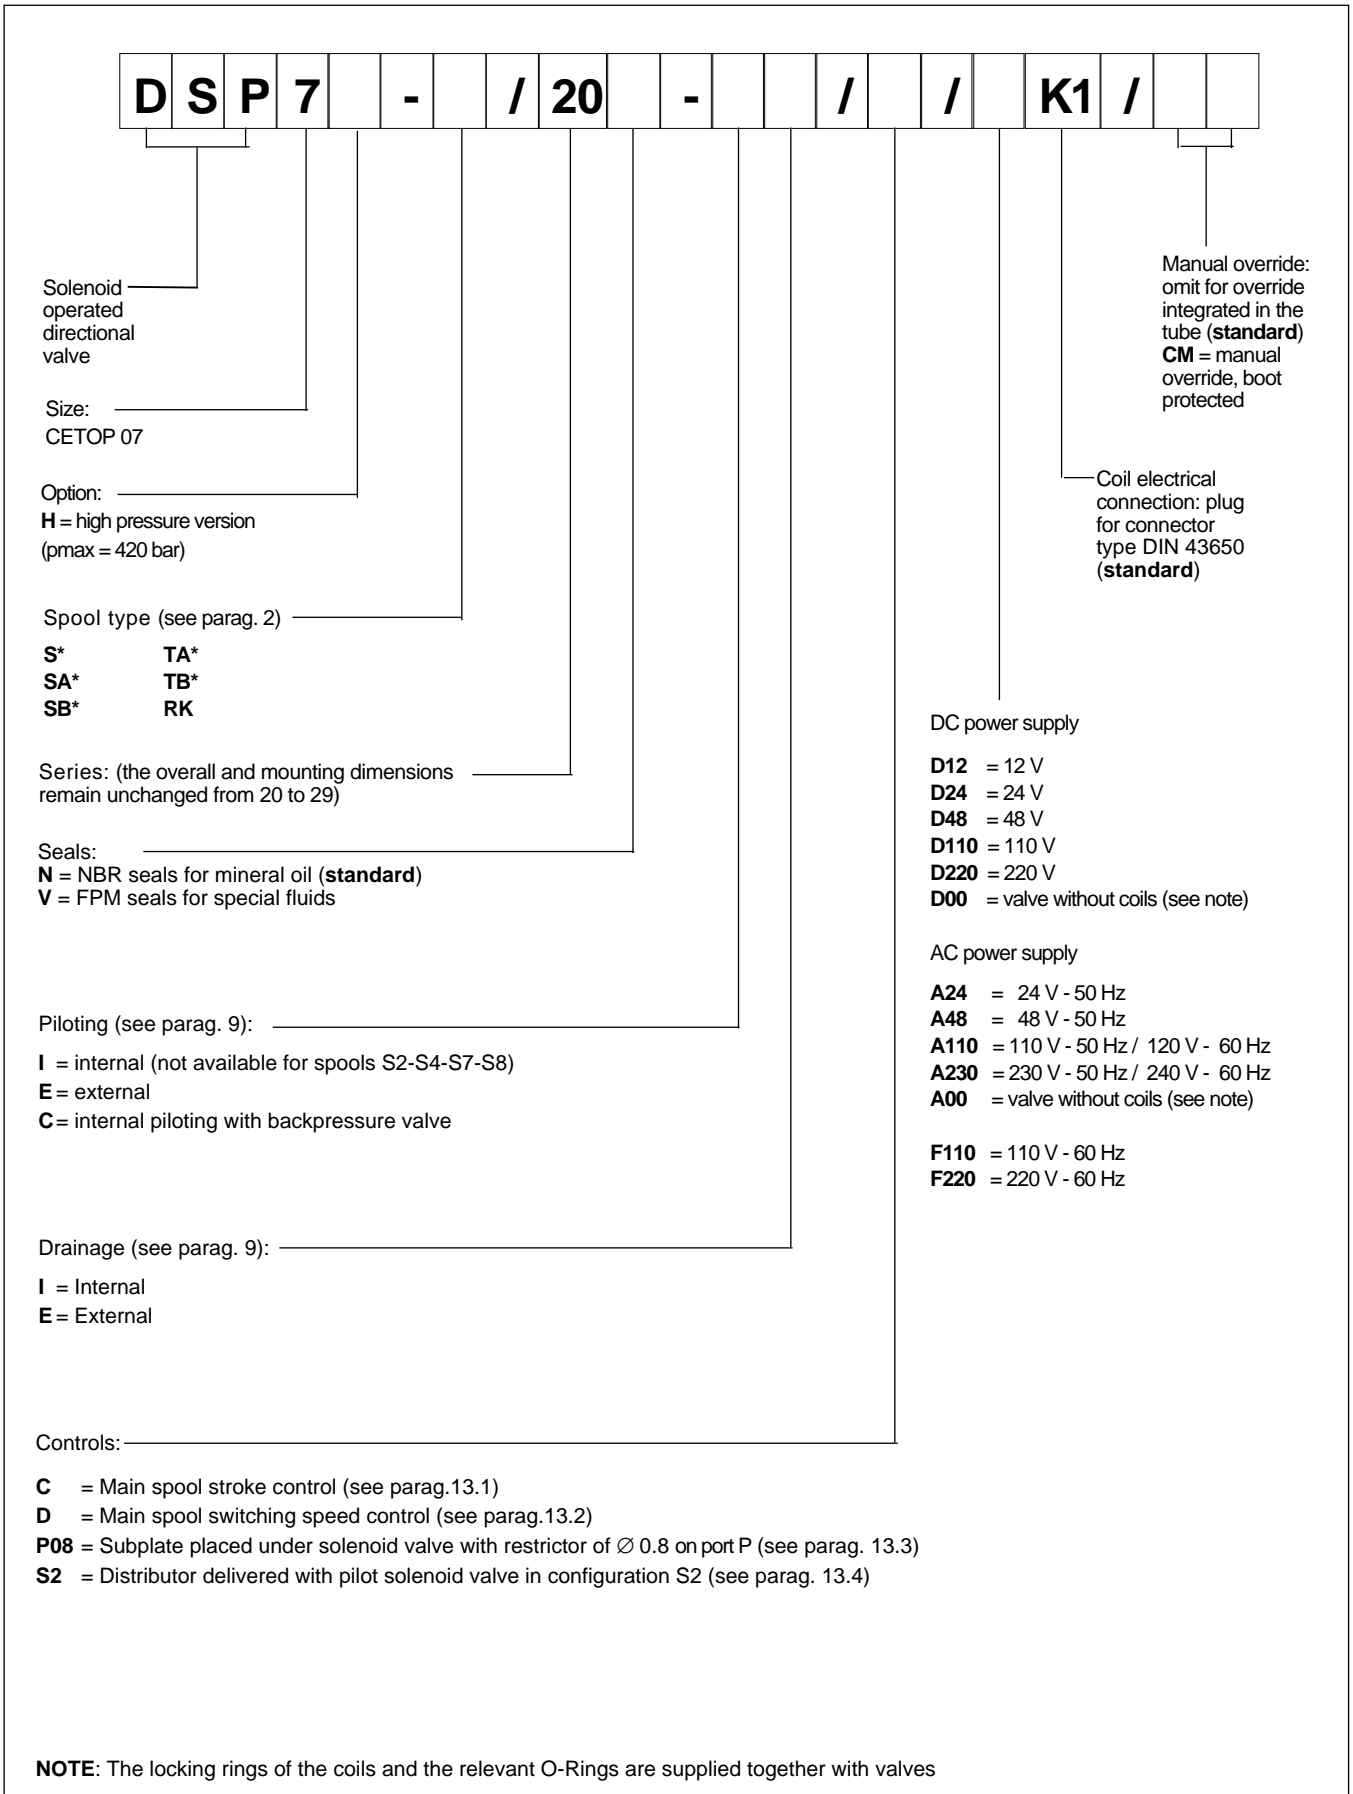 D S P 7 - / 20 - / / K1 /
Solenoid
operated
directional
valve
Size:
CETOP 07
Option:
H = high pressure version
(pmax = 420 bar)
Spool type (see parag. 2)
S* TA*
SA* TB*
SB* RK
Series: (the overall and mounting dimensions
remain unchanged from 20 to 29)
Seals:
N = NBR seals for mineral oil (standard)
V = FPM seals for special fluids
Piloting (see parag. 9):
I = internal (not available for spools S2-S4-S7-S8)
E = external
C = internal piloting with backpressure valve
Drainage (see parag. 9):
I = Internal
E = External
Controls:
C = Main spool stroke control (see parag.13.1)
D = Main spool switching speed control (see parag.13.2)
P08 = Subplate placed under solenoid valve with restrictor of ∅ 0.8 on port P (see parag. 13.3)
S2 = Distributor delivered with pilot solenoid valve in configuration S2 (see parag. 13.4)
Manual override:
omit for override
integrated in the
tube (standard)
CM = manual
override, boot
protected
Coil electrical
connection: plug
for connector
type DIN 43650
(standard)
DC power supply
D12 = 12 V
D24 = 24 V
D48 = 48 V
D110 = 110 V
D220 = 220 V
D00 = valve without coils (see note)
AC power supply
A24 = 24 V - 50 Hz
A48 = 48 V - 50 Hz
A110 = 110 V - 50 Hz / 120 V - 60 Hz
A230 = 230 V - 50 Hz / 240 V - 60 Hz
A00 = valve without coils (see note)
F110 = 110 V - 60 Hz
F220 = 220 V - 60 Hz
NOTE: The locking rings of the coils and the relevant O-Rings are supplied together with valves